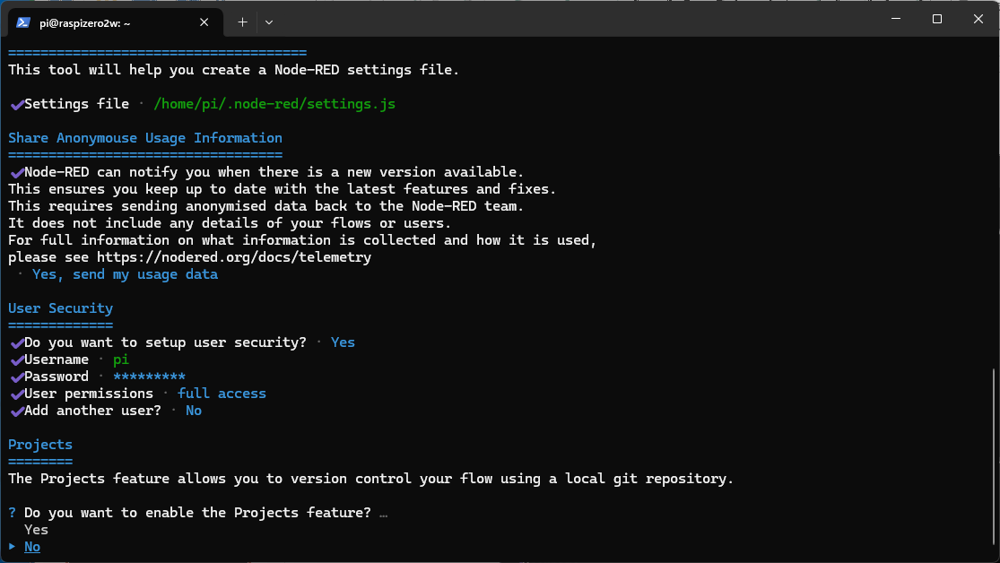 pi@raspizero2w: ~
=====================================
This tool will help you create a Node-RED settings file.
✔Settings file · /home/pi/.node-red/settings.js
Share Anonymouse Usage Information
==================================
✔Node-RED can notify you when there is a new version available.
This ensures you keep up to date with the latest features and fixes.
This requires sending anonymised data back to the Node-RED team.
It does not include any details of your flows or users.
For full information on what information is collected and how it is used,
please see https://nodered.org/docs/telemetry
· Yes, send my usage data
User Security
=============
✔Do you want to setup user security? · Yes
✔Username · pi
✔Password · *********
✔User permissions · full access
✔Add another user? · No
Projects
========
The Projects feature allows you to version control your flow using a local git repository.
? Do you want to enable the Projects feature? …
Yes
▸ No